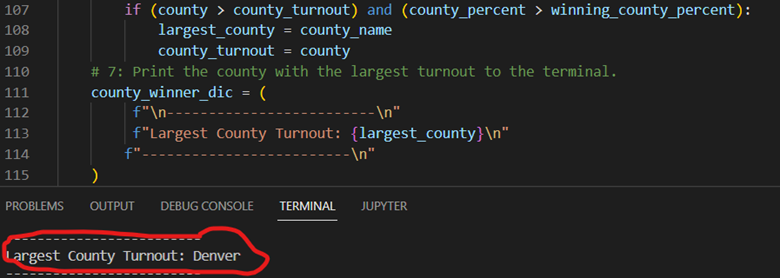 107 if (county > county_turnout) and (county_percent > winning_county_percent):
108 largest_county = county_name
109 county_turnout = county
110 # 7: Print the county with the largest turnout to the terminal.
111 county_winner_dic = (
112 f"\n-------------------------\n"
113 f"Largest County Turnout: {largest_county}\n"
114 f"-------------------------\n"
115 )
PROBLEMS OUTPUT DEBUG CONSOLE TERMINAL JUPYTER
-------------------------
Largest County Turnout: Denver
-------------------------